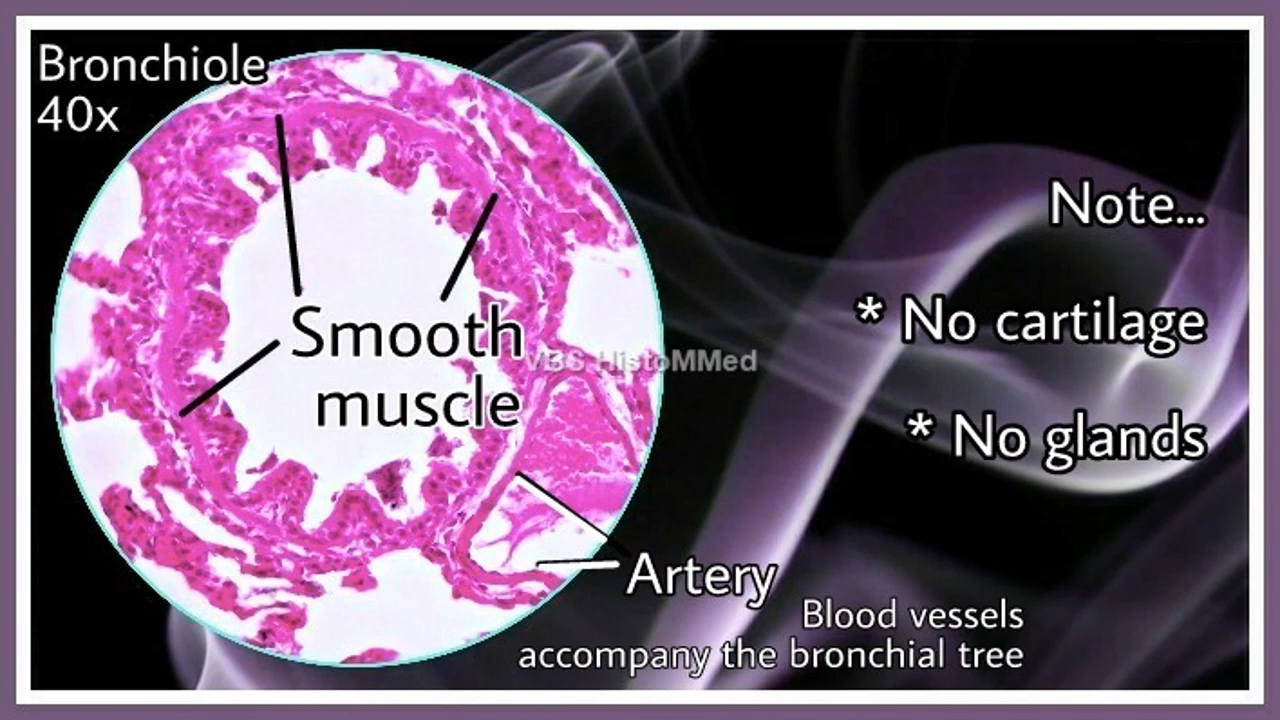 Bronchiole
40x
Note...
* No cartilage
* No glands
Smooth
muscle
VBS HistoMMed
Artery
Blood vessels
accompany the bronchial tree